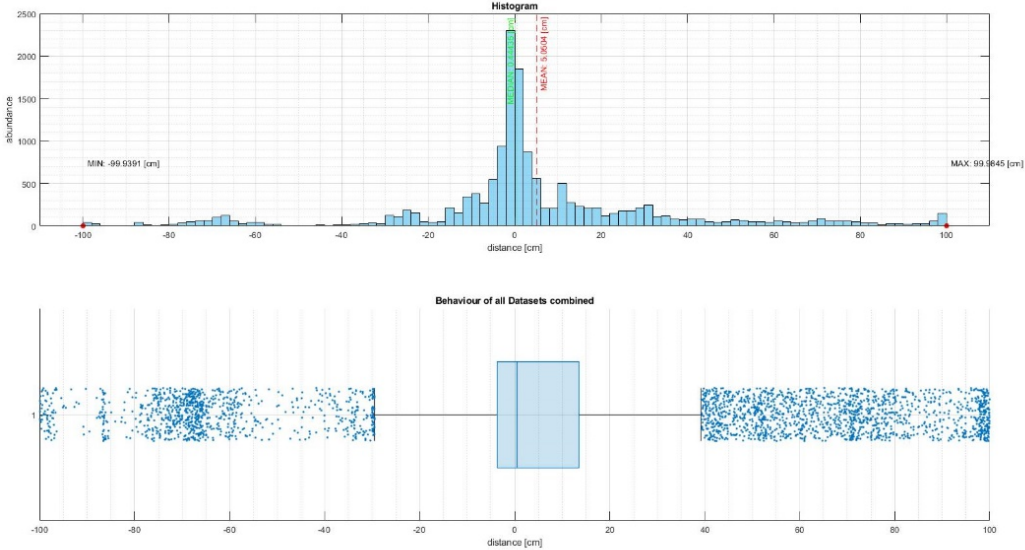 Histogram
2500
2000
1500
1000
500
0
abundance
MEDIAN:
[cm]
MEAN: 5.0504 [cm]
MIN: -99.9391 [cm]
MAX: 99.9845 [cm]
-100 -80 -60 -40 -20 0 20 40 60 80 100
distance [cm]
Behaviour of all Datasets combined
1
-100 -80 -60 -40 -20 0 20 40 60 80 100
distance [cm]